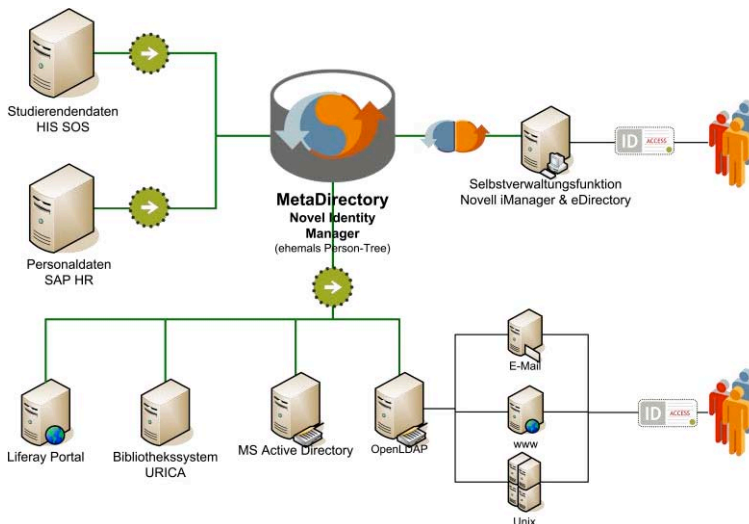 Studierendendaten
HIS SOS
Personaldaten
SAP HR
MetaDirectory
Novel Identity
Manager
(ehemals Person-Tree)
Selbstverwaltungsfunktion
Novell iManager & eDirectory
ID ACCESS
Liferay Portal
Bibliothekssystem
URICA
MS Active Directory
OpenLDAP
E-Mail
www
Unix
ID ACCESS